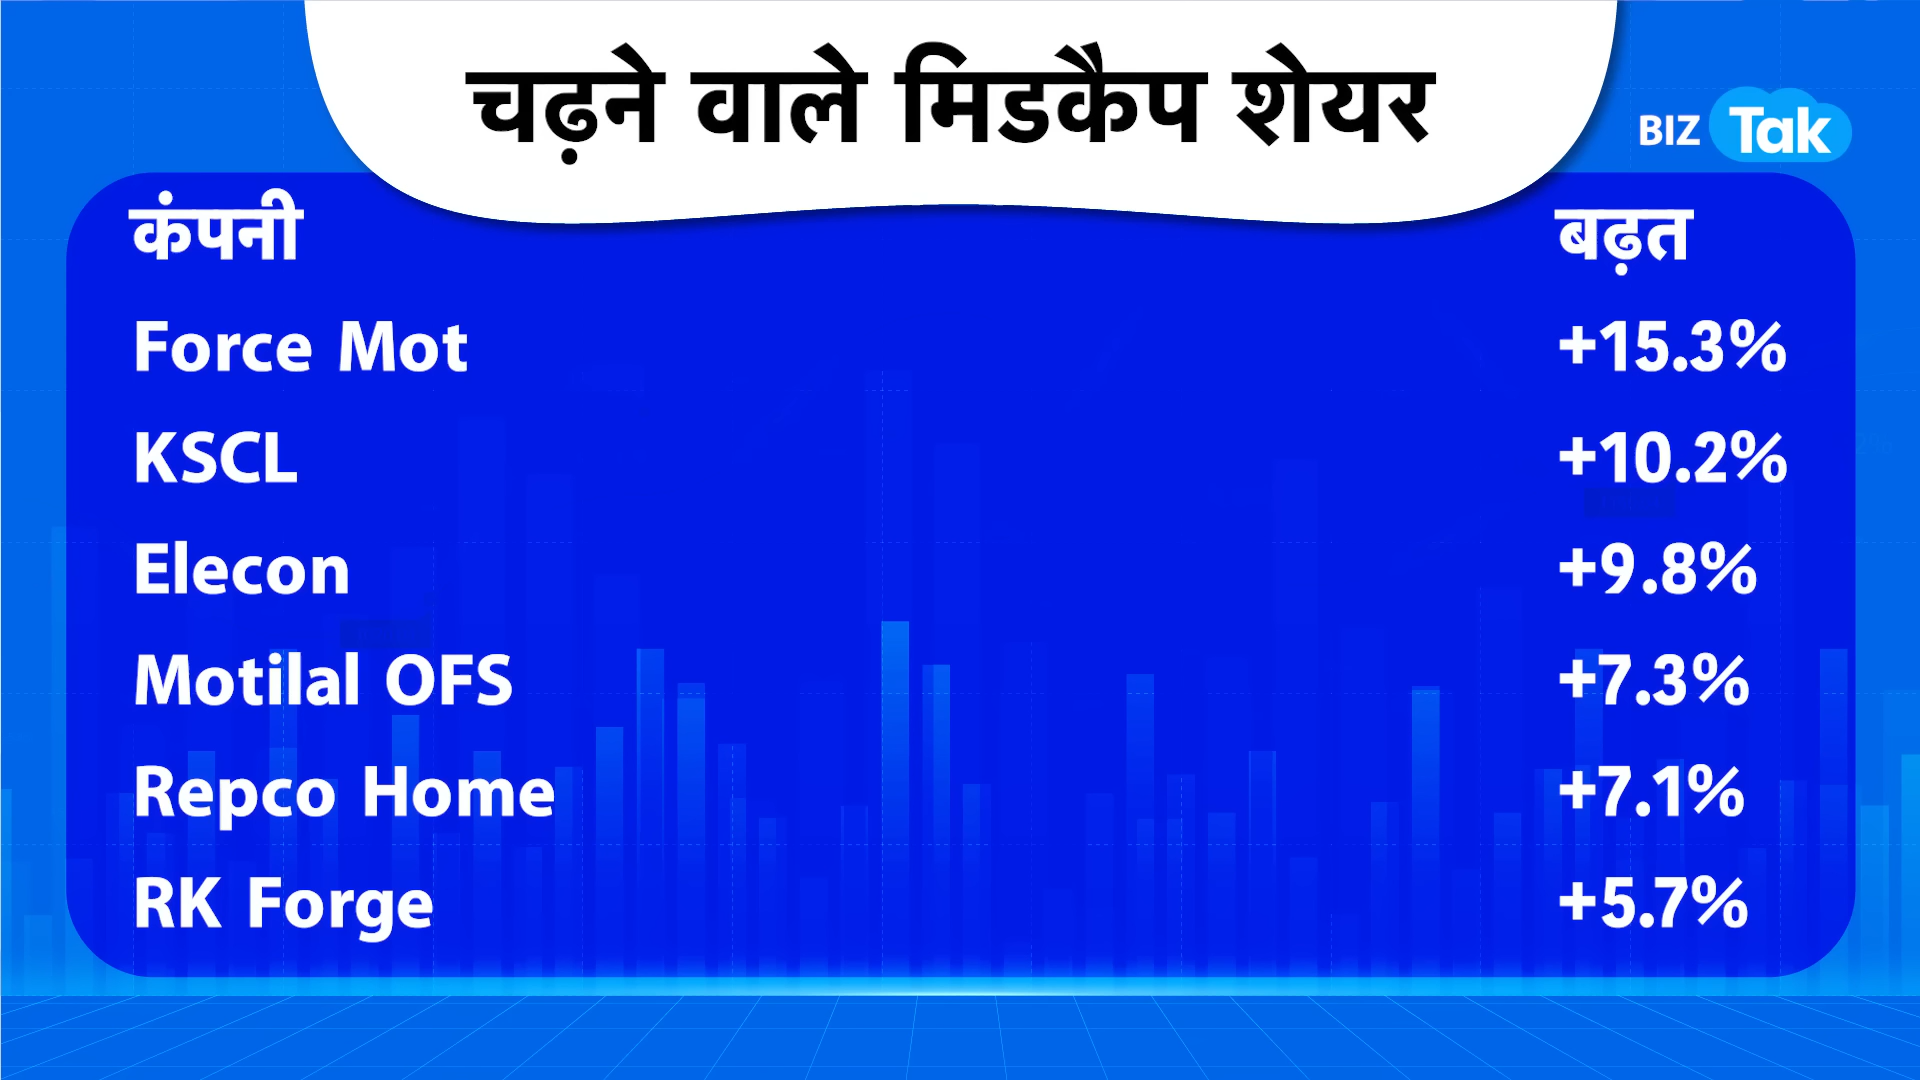 चढ़ने वाले मिडकैप शेयर
BIZ Tak
कंपनी बढ़त
Force Mot +15.3%
KSCL +10.2%
Elecon +9.8%
Motilal OFS +7.3%
Repco Home +7.1%
RK Forge +5.7%